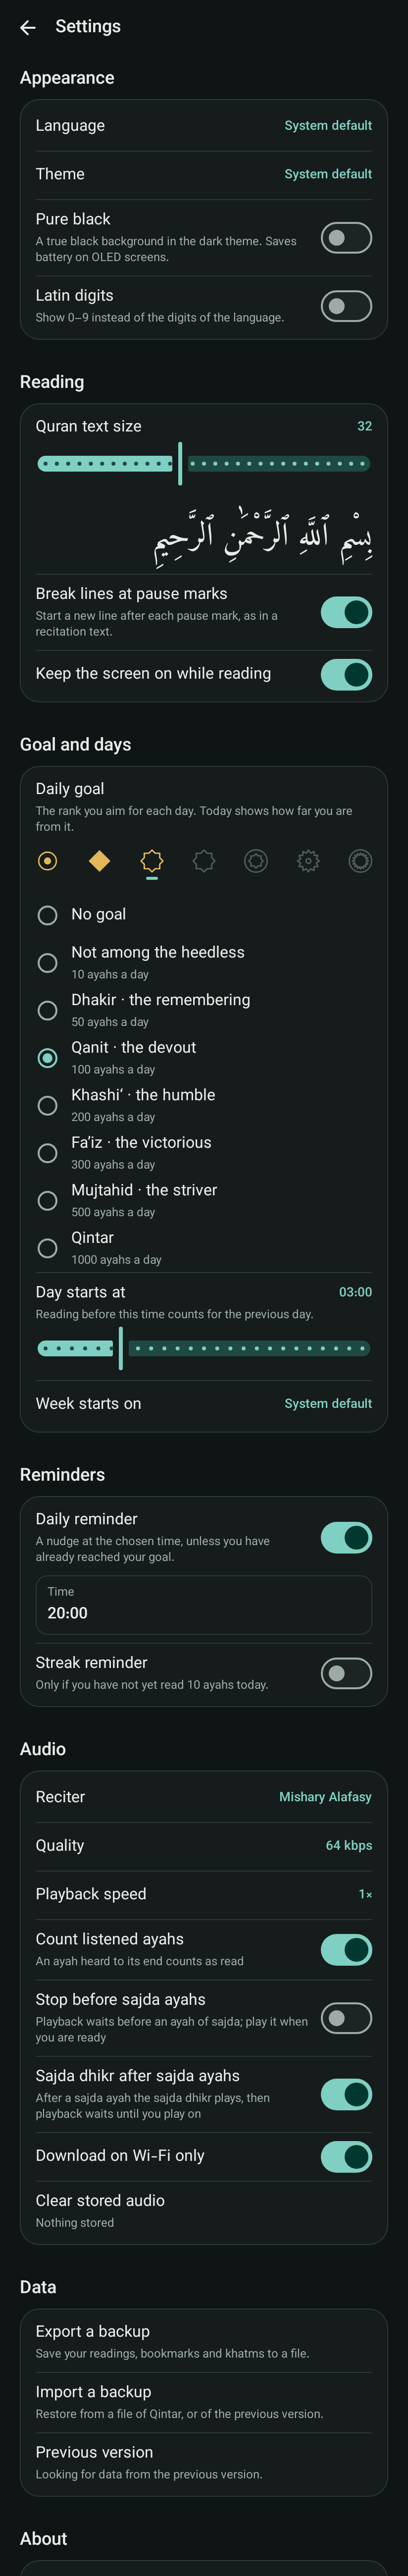 Settings
Appearance
Language
System default
Theme
System default
Pure black
A true black background in the dark theme. Saves
battery on OLED screens.
Latin digits
Show 0–9 instead of the digits of the language.
Reading
Quran text size
32
بِسْمِ ٱللَّهِ ٱلرَّحْمَٰنِ ٱلرَّحِيمِ
Break lines at pause marks
Start a new line after each pause mark, as in a
recitation text.
Keep the screen on while reading
Goal and days
Daily goal
The rank you aim for each day. Today shows how far you are
from it.
No goal
Not among the heedless
10 ayahs a day
Dhakir · the remembering
50 ayahs a day
Qanit · the devout
100 ayahs a day
Khashiʻ · the humble
200 ayahs a day
Fa’iz · the victorious
300 ayahs a day
Mujtahid · the striver
500 ayahs a day
Qintar
1000 ayahs a day
Day starts at
03:00
Reading before this time counts for the previous day.
Week starts on
System default
Reminders
Daily reminder
A nudge at the chosen time, unless you have
already reached your goal.
Time
20:00
Streak reminder
Only if you have not yet read 10 ayahs today.
Audio
Reciter
Mishary Alafasy
Quality
64 kbps
Playback speed
1×
Count listened ayahs
An ayah heard to its end counts as read
Stop before sajda ayahs
Playback waits before an ayah of sajda; play it when
you are ready
Sajda dhikr after sajda ayahs
After a sajda ayah the sajda dhikr plays, then
playback waits until you play on
Download on Wi-Fi only
Clear stored audio
Nothing stored
Data
Export a backup
Save your readings, bookmarks and khatms to a file.
Import a backup
Restore from a file of Qintar, or of the previous version.
Previous version
Looking for data from the previous version.
About